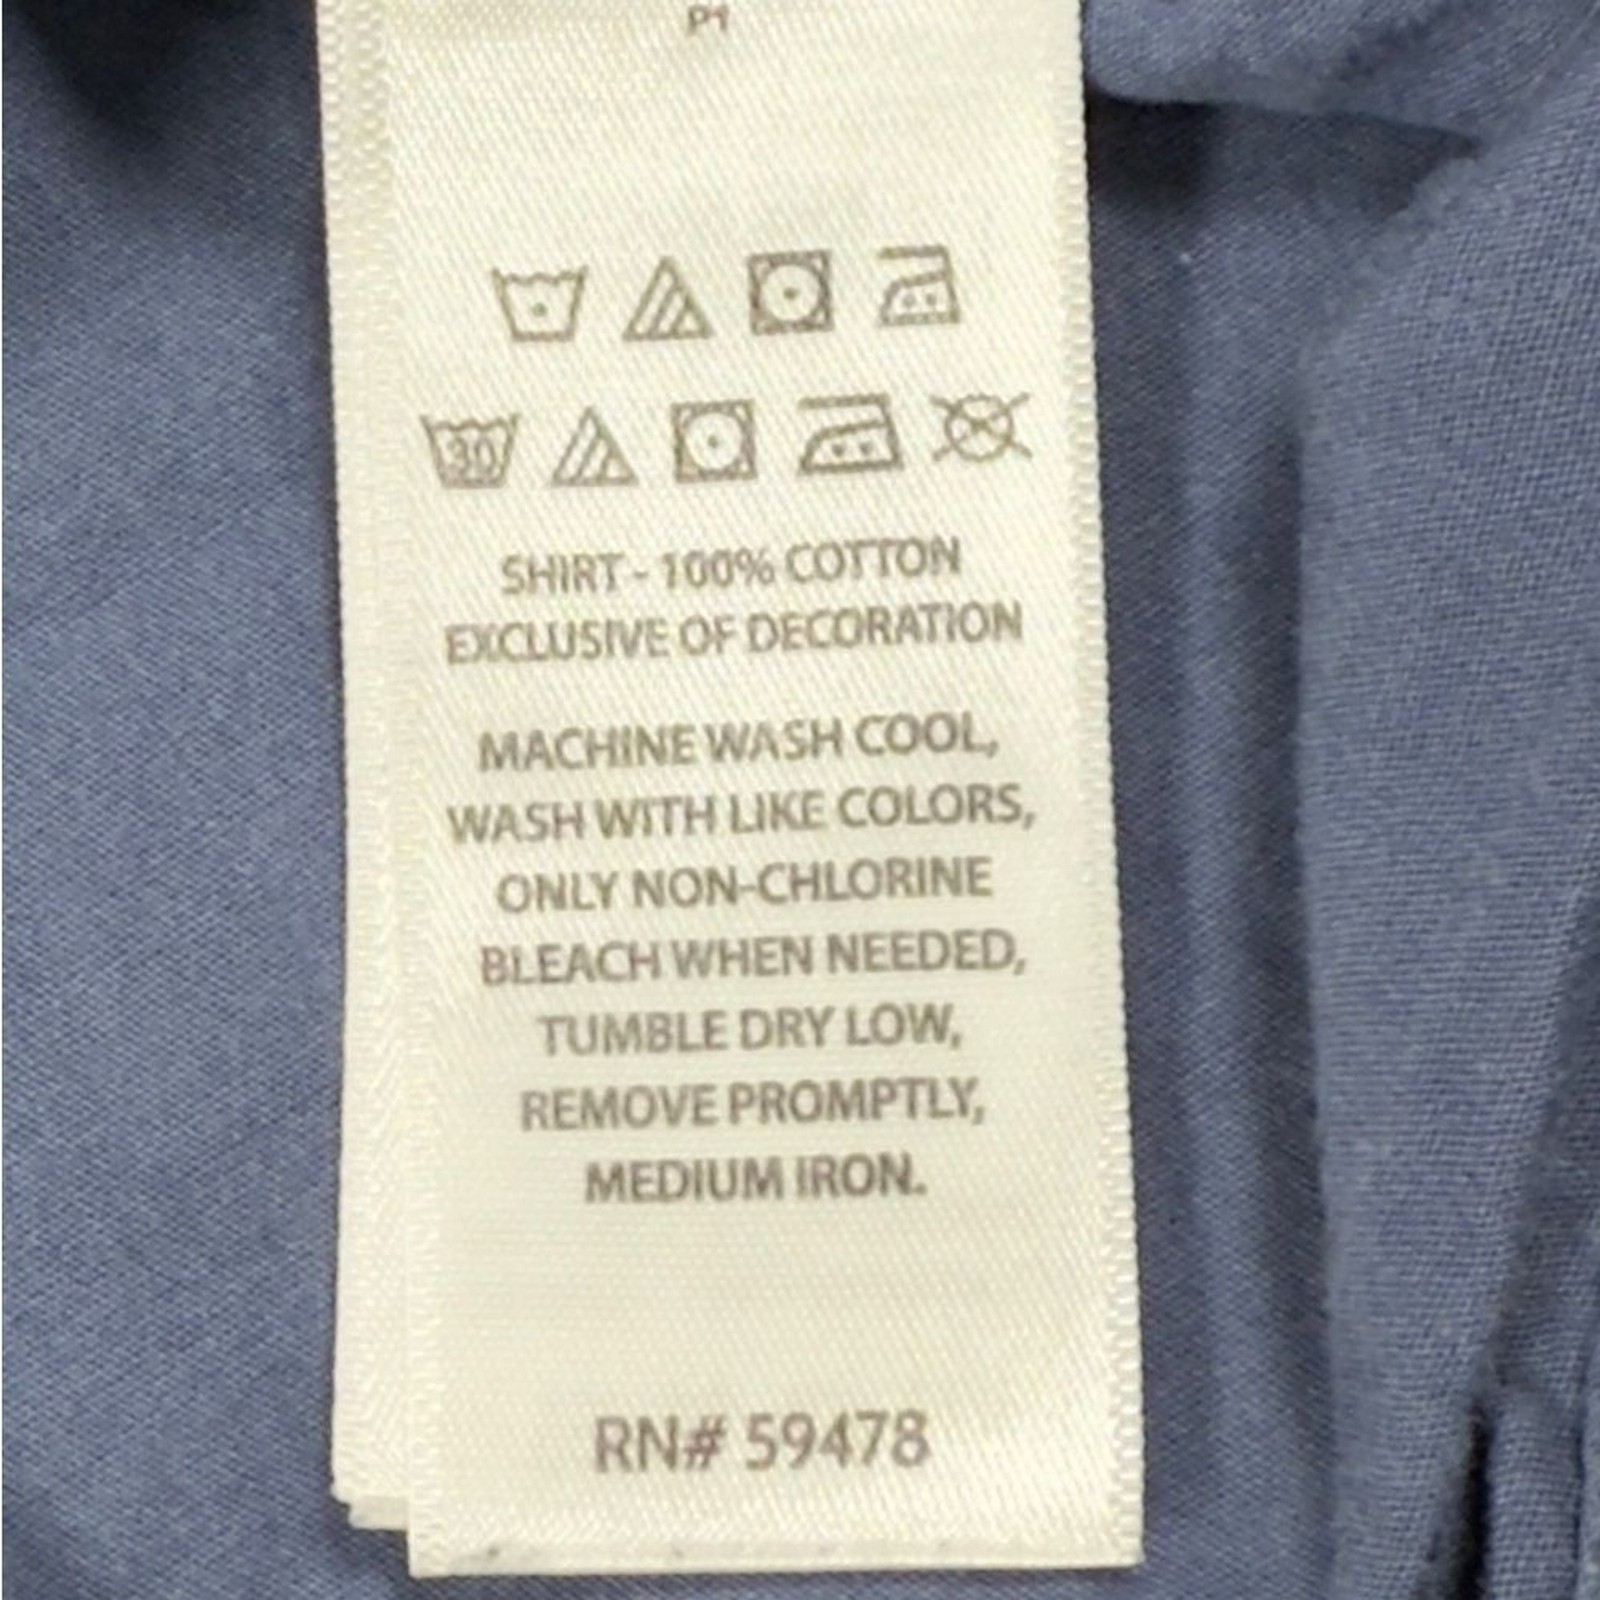 P1
30
SHIRT - 100% COTTON
EXCLUSIVE OF DECORATION
MACHINE WASH COOL,
WASH WITH LIKE COLORS,
ONLY NON-CHLORINE
BLEACH WHEN NEEDED,
TUMBLE DRY LOW,
REMOVE PROMPTLY,
MEDIUM IRON.
RN# 59478